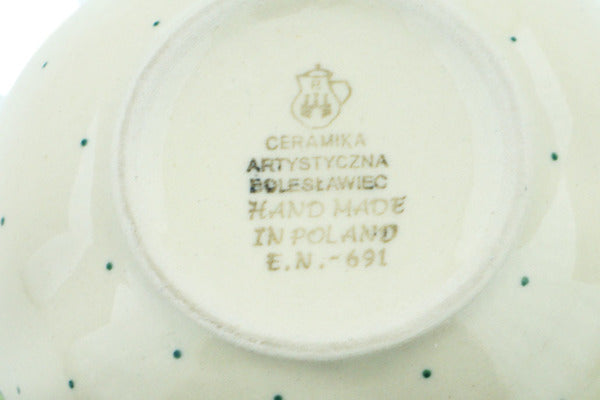 CERAMIKA
ARTYSTYCZNA
BOLESŁAWIEC
HAND MADE
IN POLAND
E.N.-691